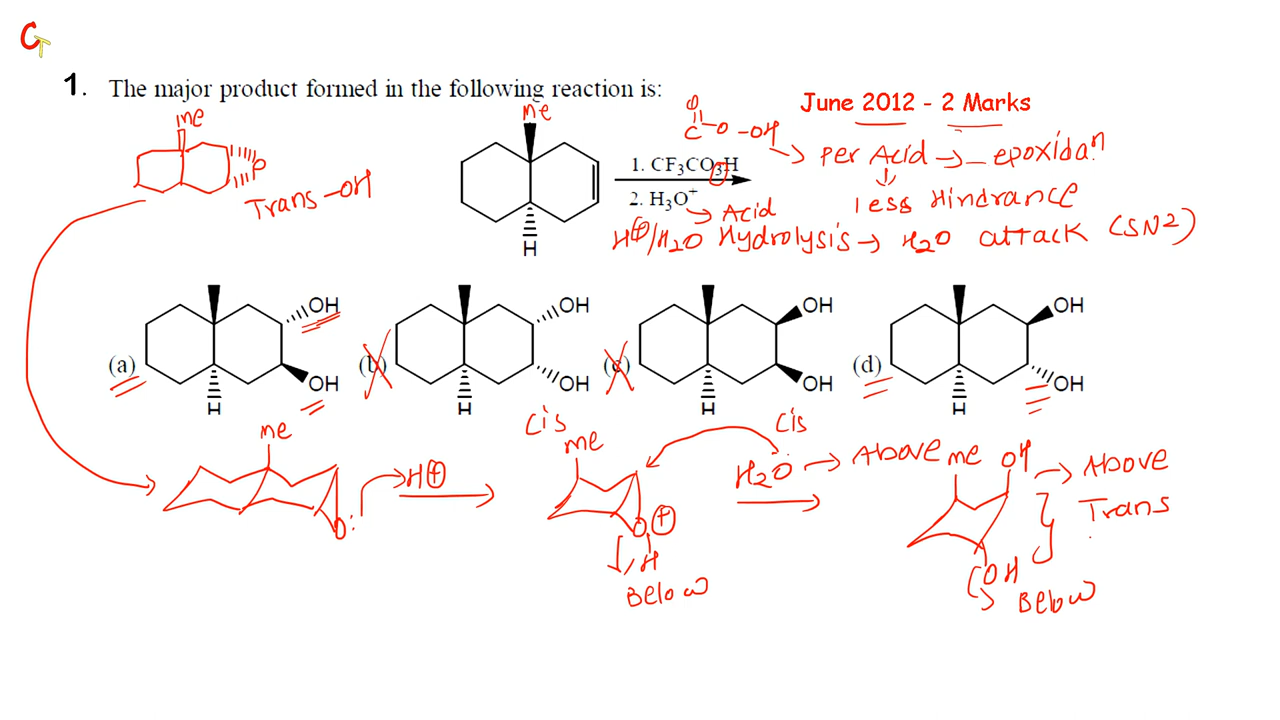 CT
1. The major product formed in the following reaction is:
June 2012 - 2 Marks
Me
Me
O
C-O-OH
Per Acid → epoxidan
Trans-OH
1. CF₃CO₃H
2. H₃O⁺
→ Acid
less Hindrance
H⊕/H₂O Hydrolysis → H₂O attack (SN2)
H
(a) OH OH H
(b) OH OH H
(c) OH OH H
(d) OH OH H
cis
cis
Me
Me
H⊕
H₂O → Above
Me OH → Above
Trans
O:
O⊕
H
Below
OH
Below